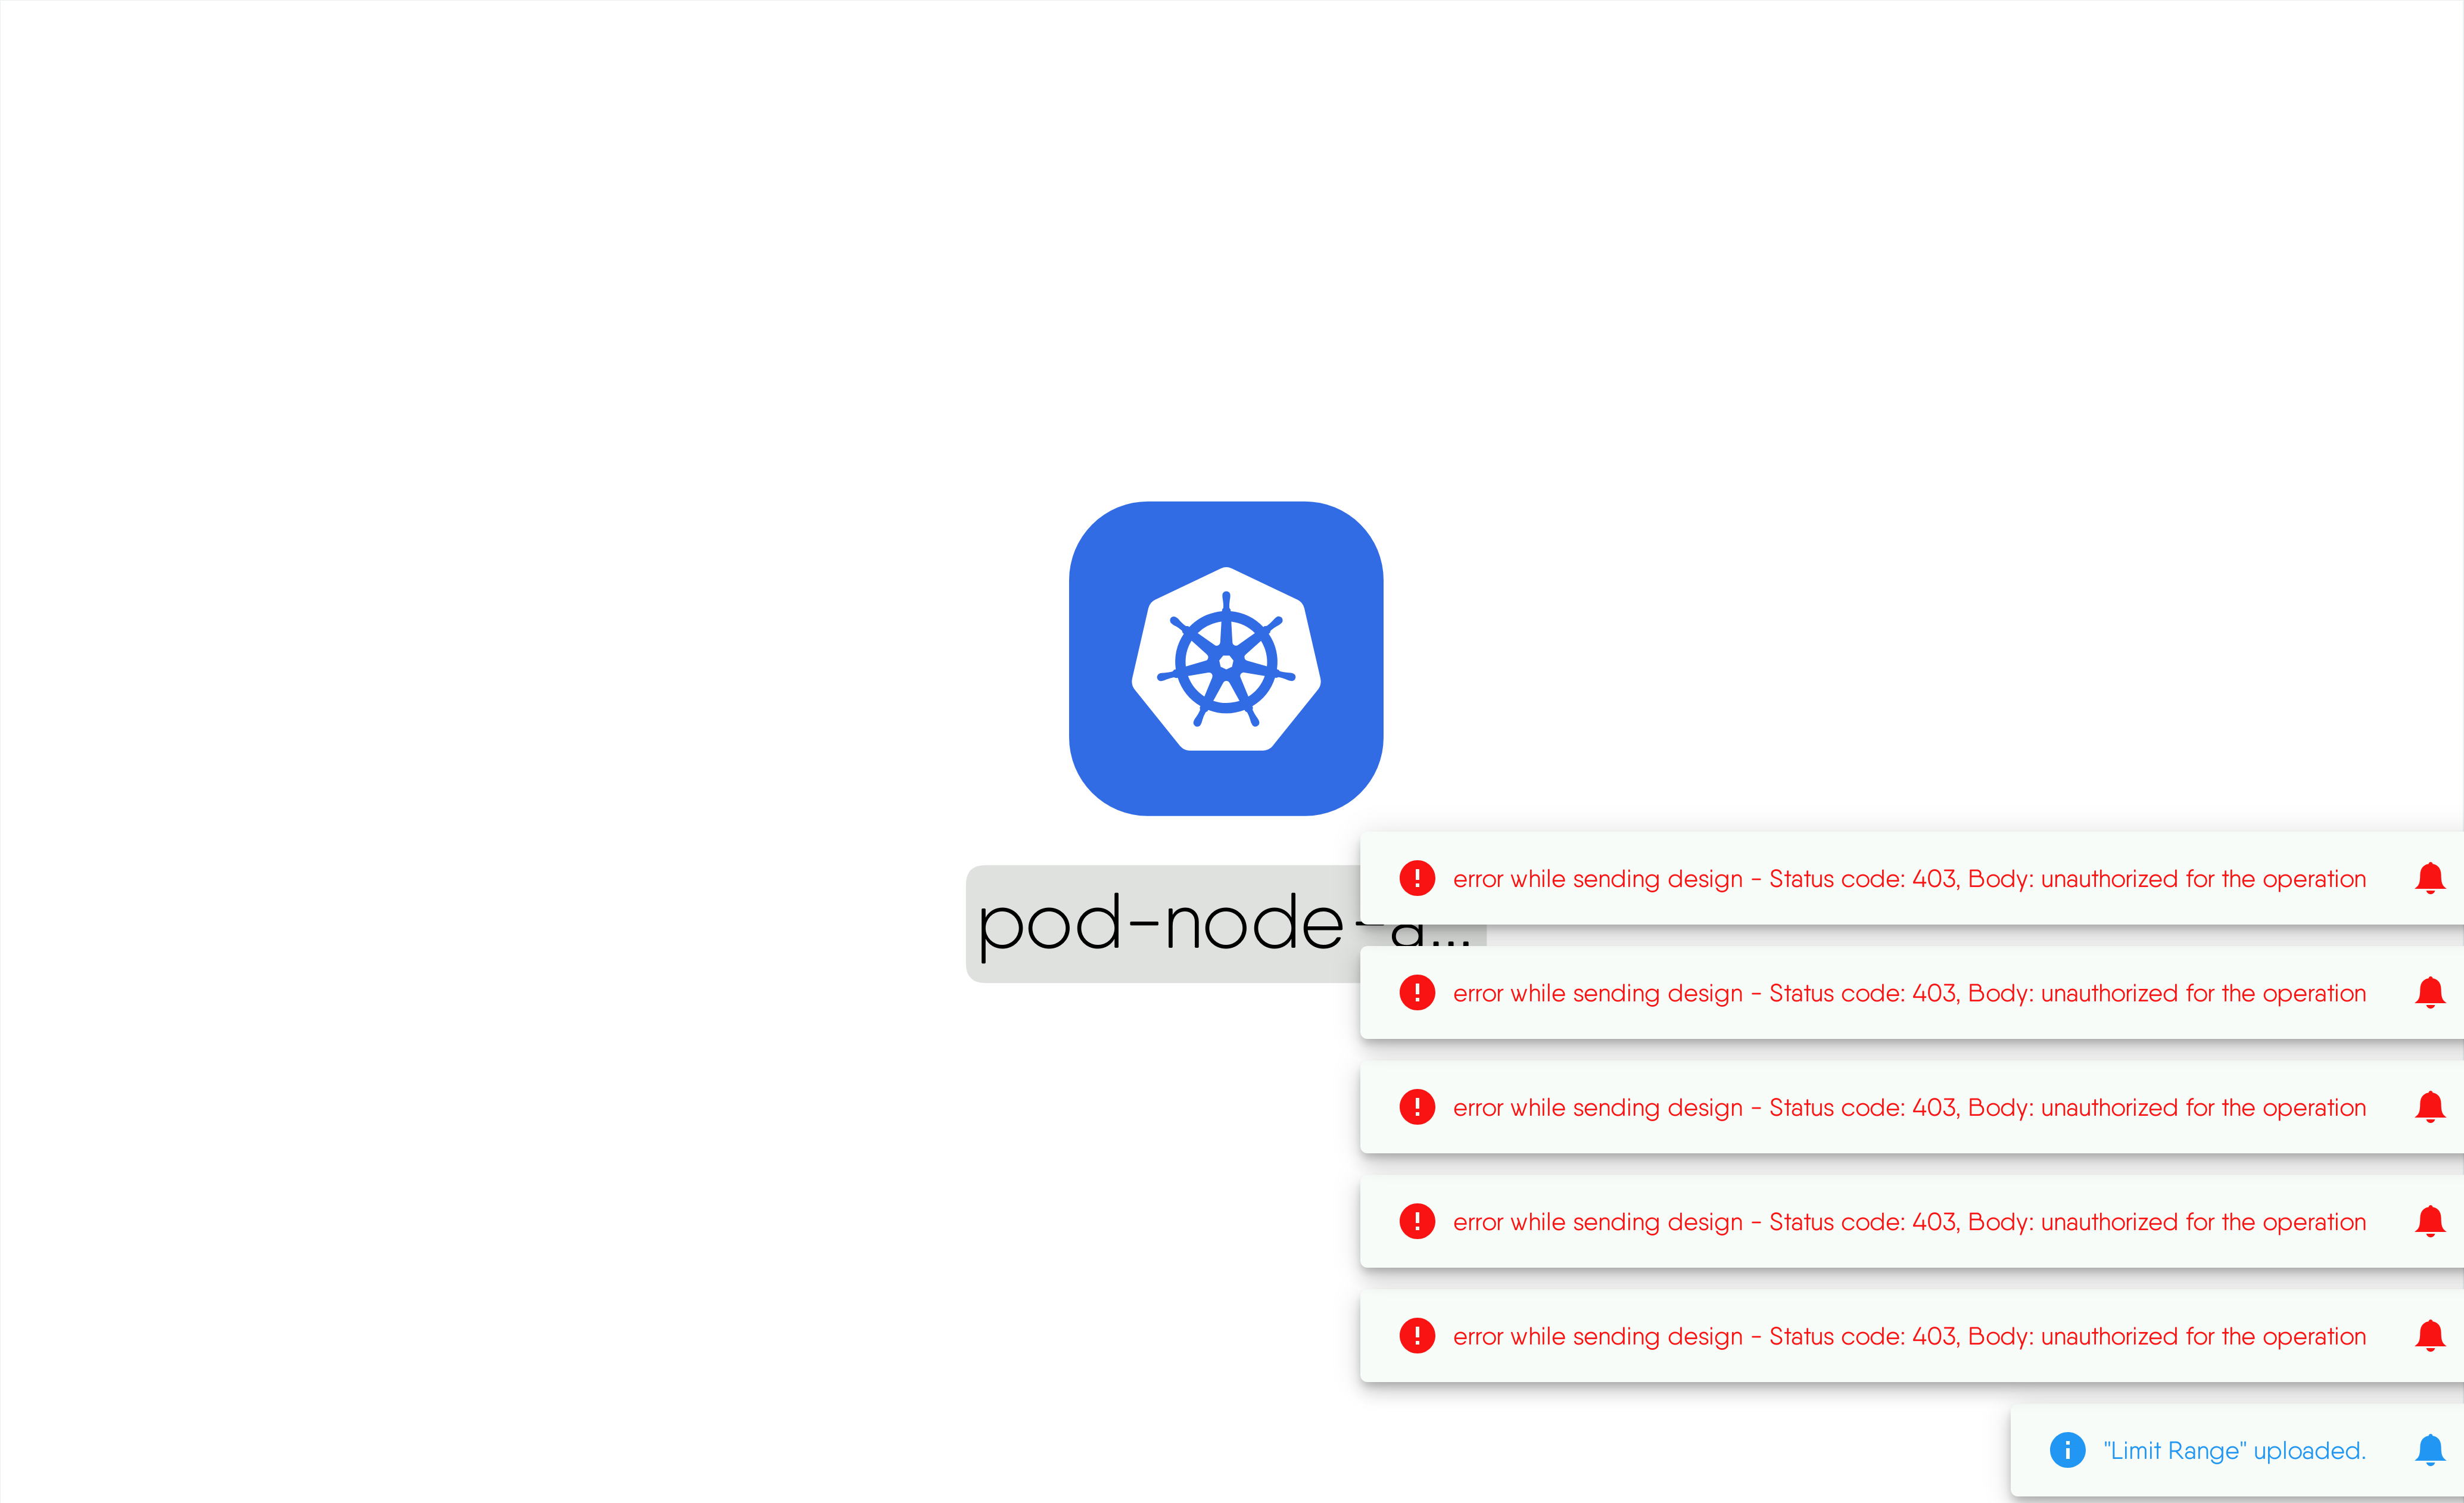 error while sending design - Status code: 403, Body: unauthorized for the operation
pod-node-a...
error while sending design - Status code: 403, Body: unauthorized for the operation
error while sending design - Status code: 403, Body: unauthorized for the operation
error while sending design - Status code: 403, Body: unauthorized for the operation
error while sending design - Status code: 403, Body: unauthorized for the operation
"Limit Range" uploaded.